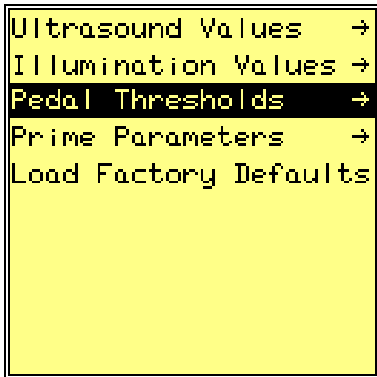 Ultrasound Values →
Illumination Values →
Pedal Thresholds →
Prime Parameters →
Load Factory Defaults